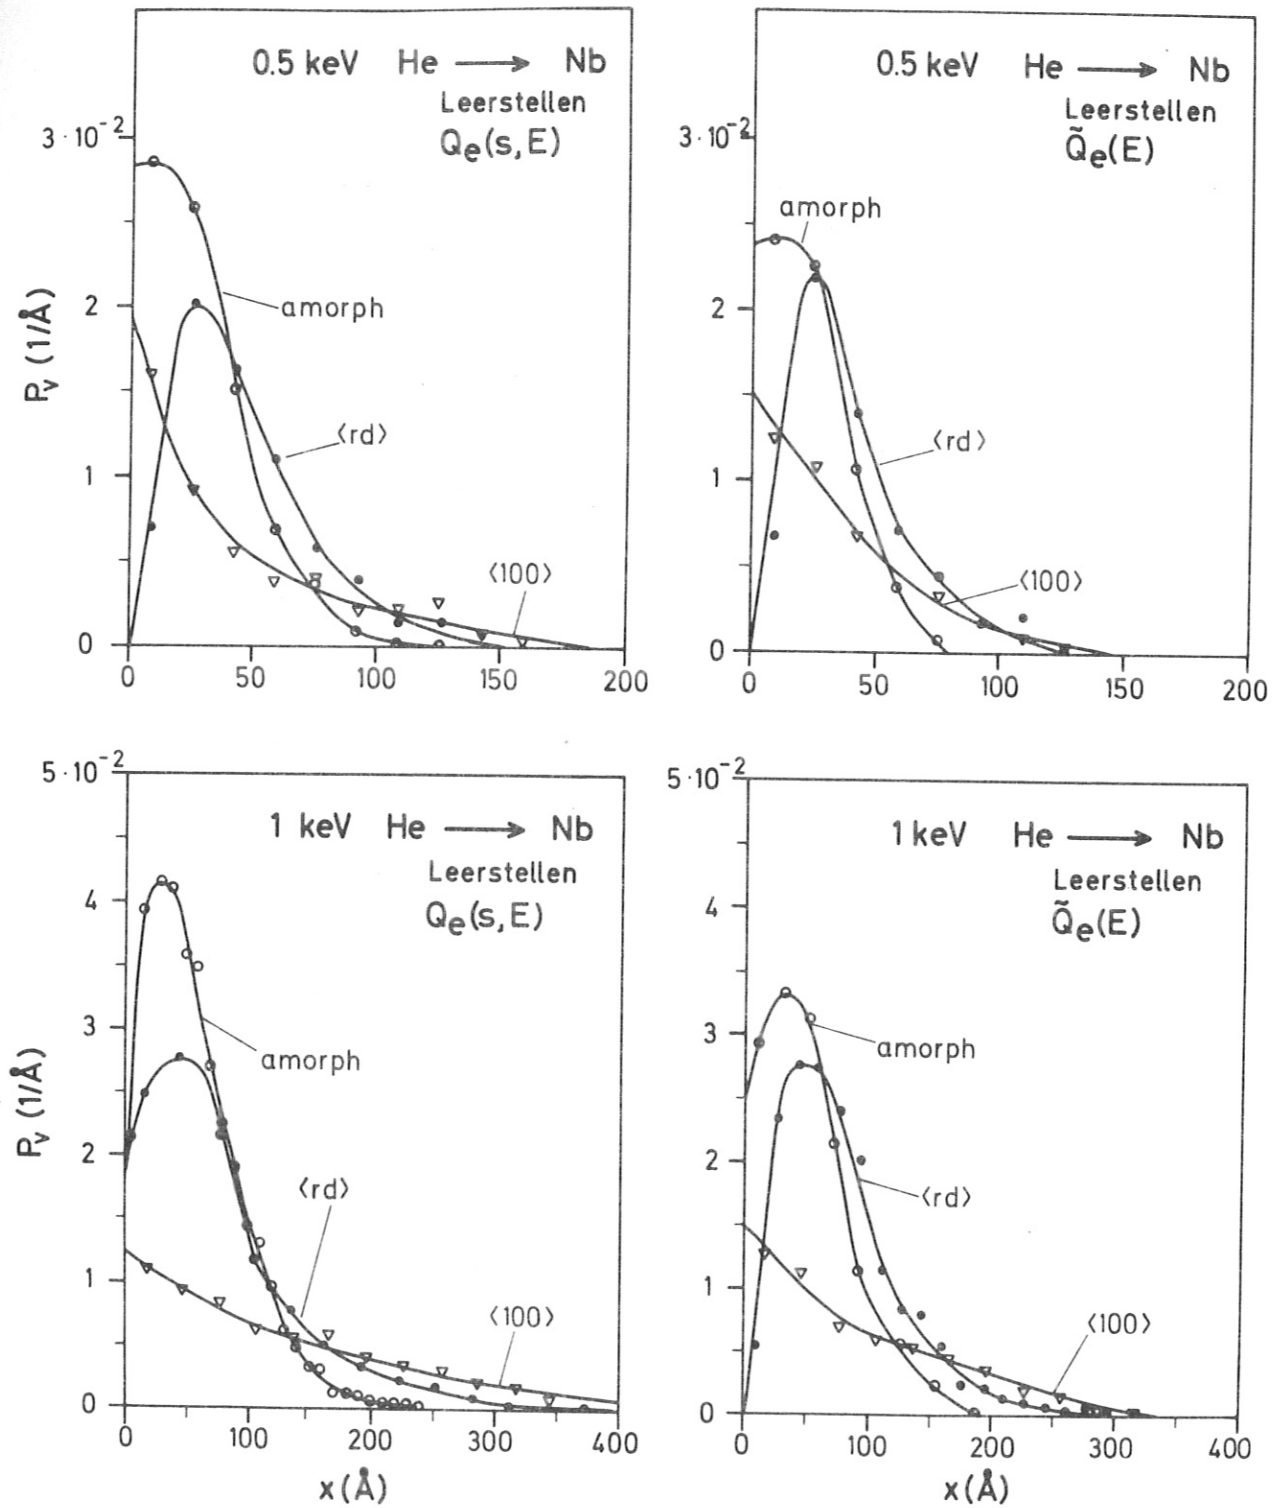 0.5 keV He → Nb
Leerstellen
Qe(s,E)
3·10⁻²
2
1
0
Pᵥ (1/Å)
amorph
⟨rd⟩
⟨100⟩
0 50 100 150 200
0.5 keV He → Nb
Leerstellen
Q̃e(E)
3·10⁻²
2
1
0
amorph
⟨rd⟩
⟨100⟩
0 50 100 150 200
5·10⁻²
1 keV He → Nb
Leerstellen
Qe(s,E)
4
3
2
1
0
Pᵥ (1/Å)
amorph
⟨rd⟩
⟨100⟩
0 100 200 300 400
x (Å)
5·10⁻²
1 keV He → Nb
Leerstellen
Q̃e(E)
4
3
2
1
0
amorph
⟨rd⟩
⟨100⟩
0 100 200 300 400
x (Å)